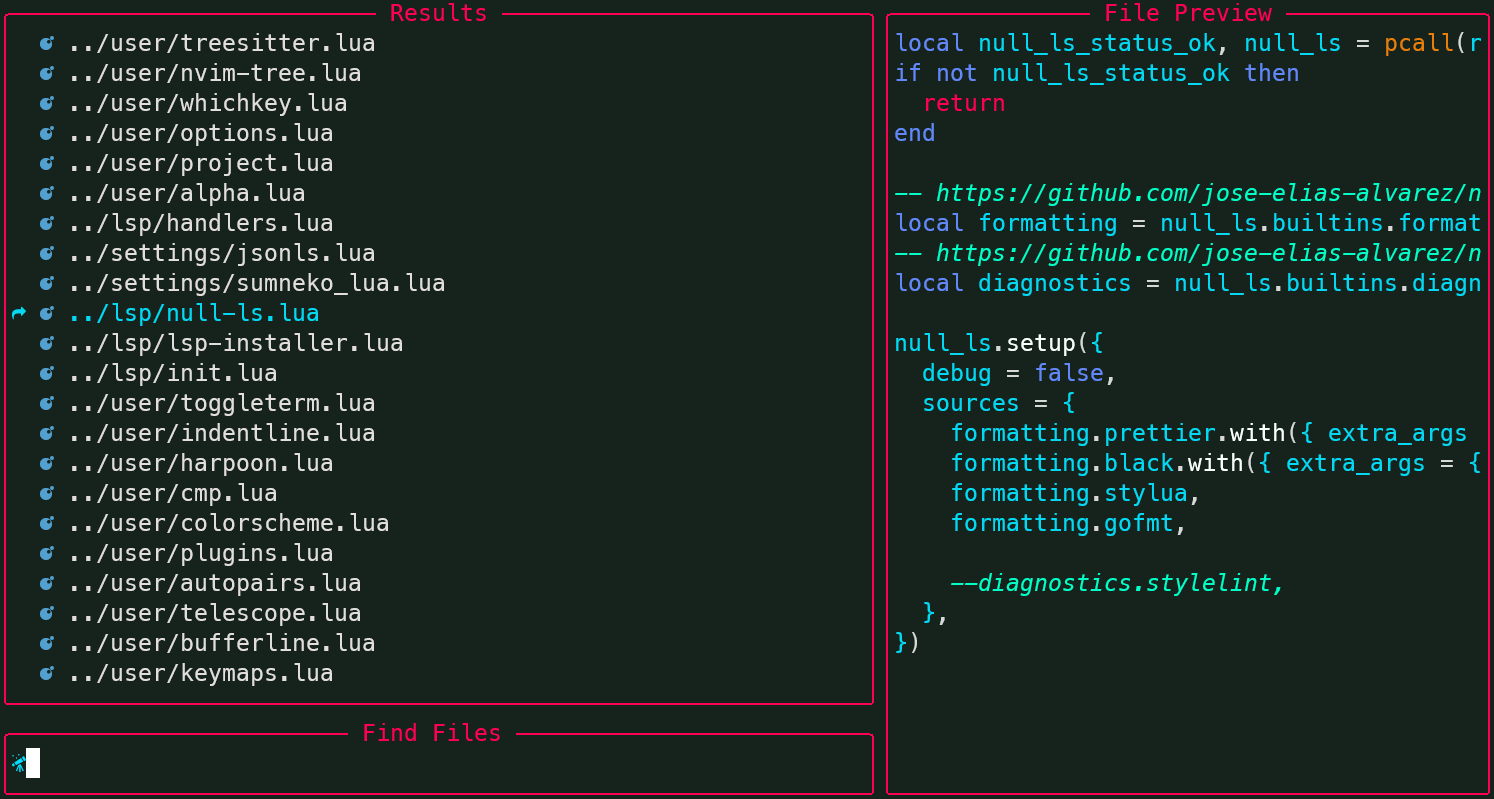 Results
../user/treesitter.lua
../user/nvim-tree.lua
../user/whichkey.lua
../user/options.lua
../user/project.lua
../user/alpha.lua
../lsp/handlers.lua
../settings/jsonls.lua
../settings/sumneko_lua.lua
../lsp/null-ls.lua
../lsp/lsp-installer.lua
../lsp/init.lua
../user/toggleterm.lua
../user/indentline.lua
../user/harpoon.lua
../user/cmp.lua
../user/colorscheme.lua
../user/plugins.lua
../user/autopairs.lua
../user/telescope.lua
../user/bufferline.lua
../user/keymaps.lua
Find Files
File Preview
local null_ls_status_ok, null_ls = pcall(r
if not null_ls_status_ok then
  return
end
-- https://github.com/jose-elias-alvarez/n
local formatting = null_ls.builtins.format
-- https://github.com/jose-elias-alvarez/n
local diagnostics = null_ls.builtins.diagn
null_ls.setup({
  debug = false,
  sources = {
    formatting.prettier.with({ extra_args
    formatting.black.with({ extra_args = {
    formatting.stylua,
    formatting.gofmt,
    --diagnostics.stylelint,
  },
})